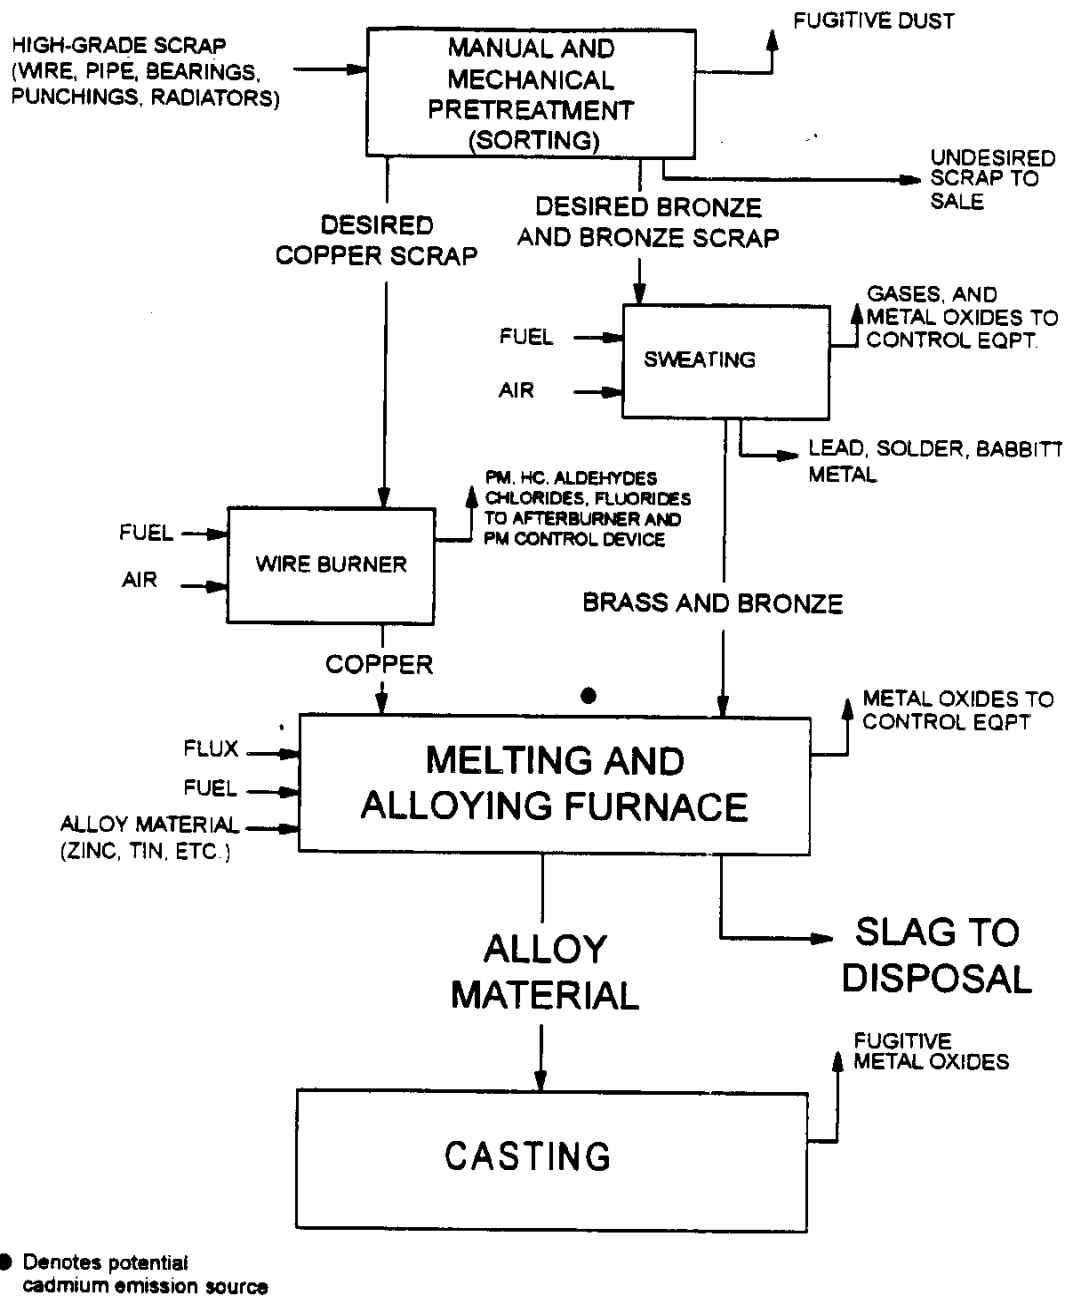 FUGITIVE DUST
HIGH-GRADE SCRAP
(WIRE, PIPE, BEARINGS,
PUNCHINGS, RADIATORS)
MANUAL AND
MECHANICAL
PRETREATMENT
(SORTING)
UNDESIRED
SCRAP TO
SALE
DESIRED
COPPER SCRAP
DESIRED BRONZE
AND BRONZE SCRAP
GASES, AND
METAL OXIDES TO
CONTROL EQPT.
FUEL
AIR
SWEATING
LEAD, SOLDER, BABBITT
METAL
PM, HC, ALDEHYDES
CHLORIDES, FLUORIDES
TO AFTERBURNER AND
PM CONTROL DEVICE
FUEL
AIR
WIRE BURNER
BRASS AND BRONZE
COPPER
METAL OXIDES TO
CONTROL EQPT
FLUX
FUEL
ALLOY MATERIAL
(ZINC, TIN, ETC.)
MELTING AND
ALLOYING FURNACE
ALLOY
MATERIAL
SLAG TO
DISPOSAL
FUGITIVE
METAL OXIDES
CASTING
Denotes potential
cadmium emission source